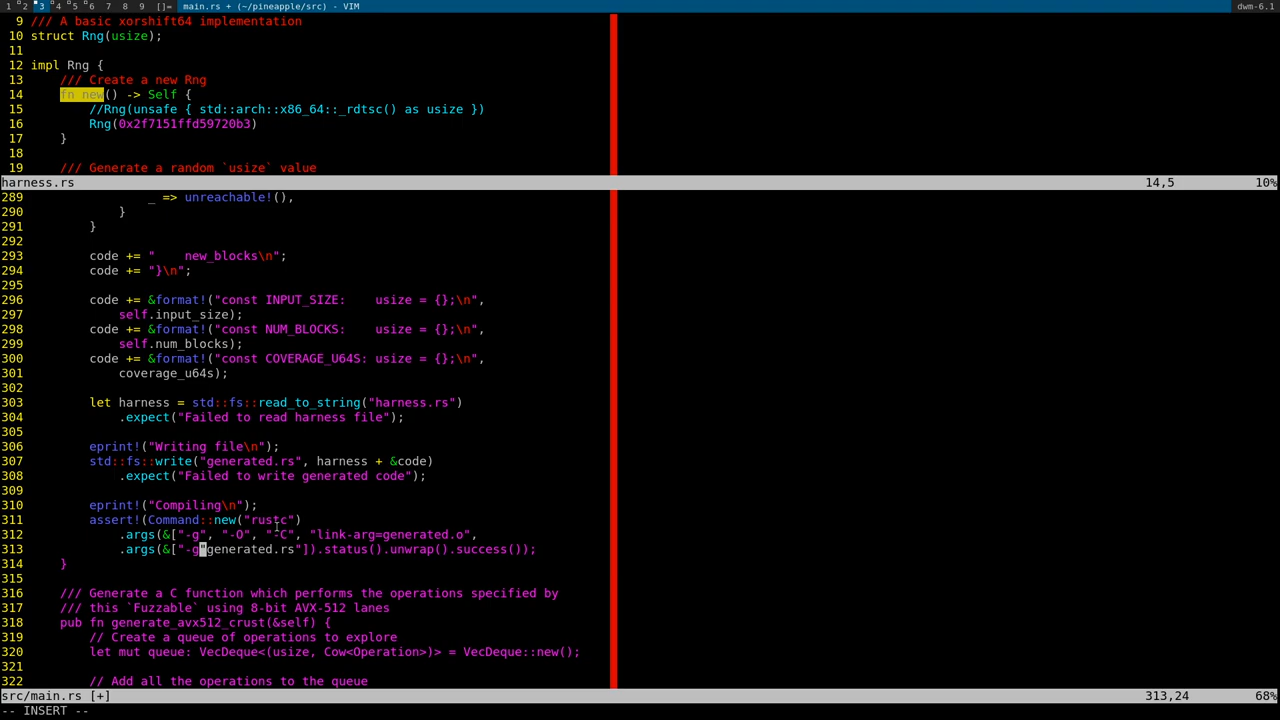 1 2 3 4 5 6 7 8 9 []= main.rs + (~/pineapple/src) - VIM dwm-6.1
9 /// A basic xorshift64 implementation
10 struct Rng(usize);
11
12 impl Rng {
13     /// Create a new Rng
14     fn new() -> Self {
15         //Rng(unsafe { std::arch::x86_64::_rdtsc() as usize })
16         Rng(0x2f7151ffd59720b3)
17     }
18
19     /// Generate a random `usize` value
harness.rs 14,5 10%
289                     _ => unreachable!(),
290                 }
291         }
292
293         code += "    new_blocks\n";
294         code += "}\n";
295
296         code += &format!("const INPUT_SIZE:    usize = {};\n",
297             self.input_size);
298         code += &format!("const NUM_BLOCKS:    usize = {};\n",
299             self.num_blocks);
300         code += &format!("const COVERAGE_U64S: usize = {};\n",
301             coverage_u64s);
302
303         let harness = std::fs::read_to_string("harness.rs")
304             .expect("Failed to read harness file");
305
306         eprint!("Writing file\n");
307         std::fs::write("generated.rs", harness + &code)
308             .expect("Failed to write generated code");
309
310         eprint!("Compiling\n");
311         assert!(Command::new("rustc")
312             .args(&["-g", "-O", "-C", "link-arg=generated.o",
313             .args(&["-g"generated.rs"]).status().unwrap().success());
314     }
315
316     /// Generate a C function which performs the operations specified by
317     /// this `Fuzzable` using 8-bit AVX-512 lanes
318     pub fn generate_avx512_crust(&self) {
319         // Create a queue of operations to explore
320         let mut queue: VecDeque<(usize, Cow<Operation>)> = VecDeque::new();
321
322         // Add all the operations to the queue
src/main.rs [+] 313,24 68%
-- INSERT --